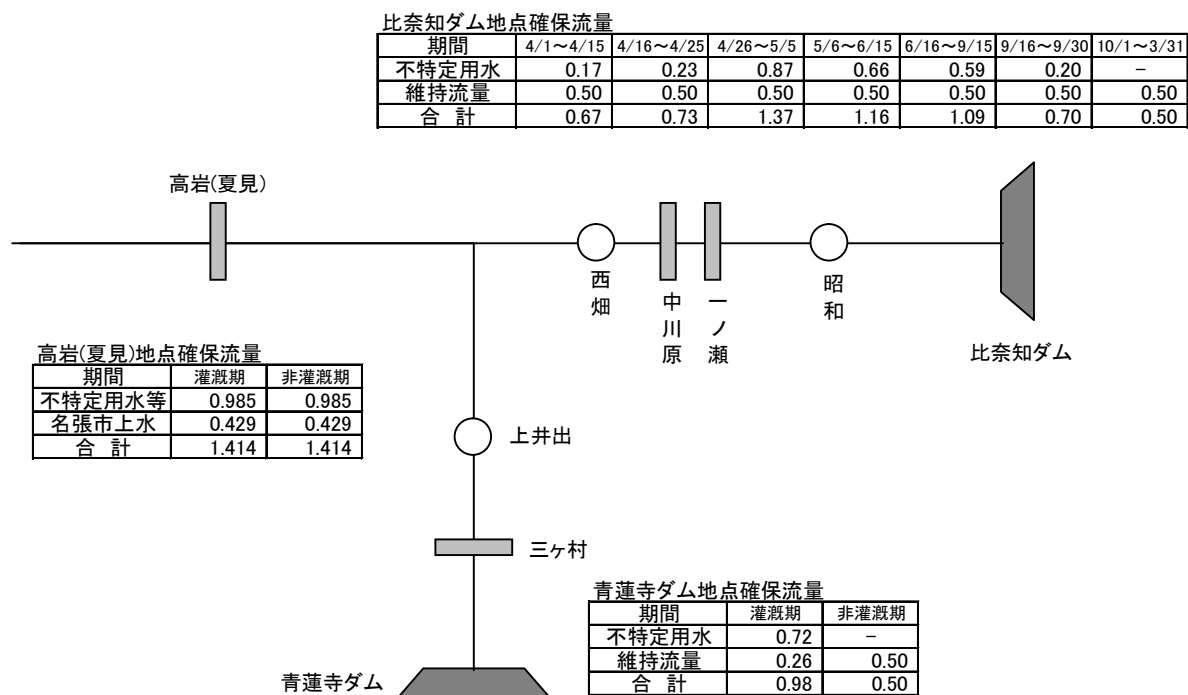 比奈知ダム地点確保流量
期間 4/1～4/15 4/16～4/25 4/26～5/5 5/6～6/15 6/16～9/15 9/16～9/30 10/1～3/31
不特定用水 0.17 0.23 0.87 0.66 0.59 0.20 －
維持流量 0.50 0.50 0.50 0.50 0.50 0.50 0.50
合 計 0.67 0.73 1.37 1.16 1.09 0.70 0.50
高岩(夏見)
西畑
中川原
一ノ瀬
昭和
比奈知ダム
高岩(夏見)地点確保流量
期間 灌漑期 非灌漑期
不特定用水等 0.985 0.985
名張市上水 0.429 0.429
合 計 1.414 1.414
上井出
三ヶ村
青蓮寺ダム地点確保流量
期間 灌漑期 非灌漑期
不特定用水 0.72 －
維持流量 0.26 0.50
合 計 0.98 0.50
青蓮寺ダム